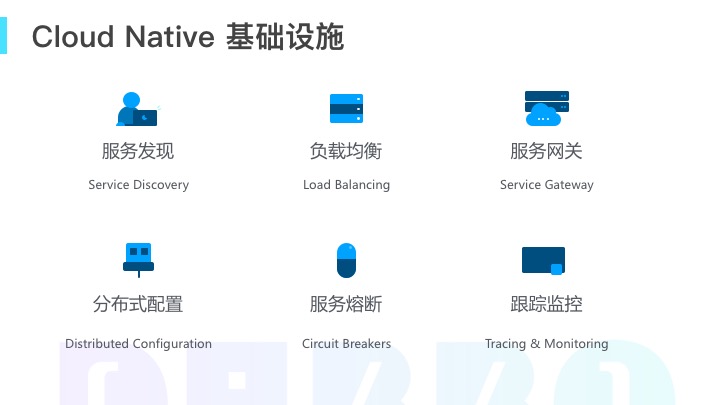 Cloud Native 基础设施
服务发现
负载均衡
服务网关
Service Discovery
Load Balancing
Service Gateway
分布式配置
服务熔断
跟踪监控
Distributed Configuration
Circuit Breakers
Tracing & Monitoring